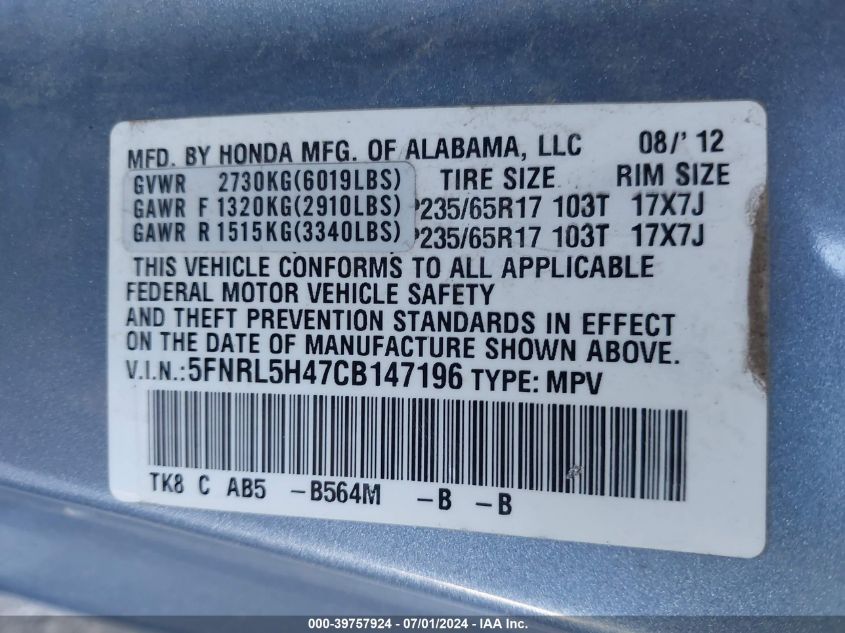 MFD. BY HONDA MFG. OF ALABAMA, LLC 08/'12
GVWR 2730KG(6019LBS) TIRE SIZE RIM SIZE
GAWR F 1320KG(2910LBS) P235/65R17 103T 17X7J
GAWR R 1515KG(3340LBS) P235/65R17 103T 17X7J
THIS VEHICLE CONFORMS TO ALL APPLICABLE
FEDERAL MOTOR VEHICLE SAFETY
AND THEFT PREVENTION STANDARDS IN EFFECT
ON THE DATE OF MANUFACTURE SHOWN ABOVE.
V.I.N.:5FNRL5H47CB147196 TYPE: MPV
TK8 C AB5 -B564M -B -B
000-39757924 / 07/01/2024 - Copyright © IAA, LLC